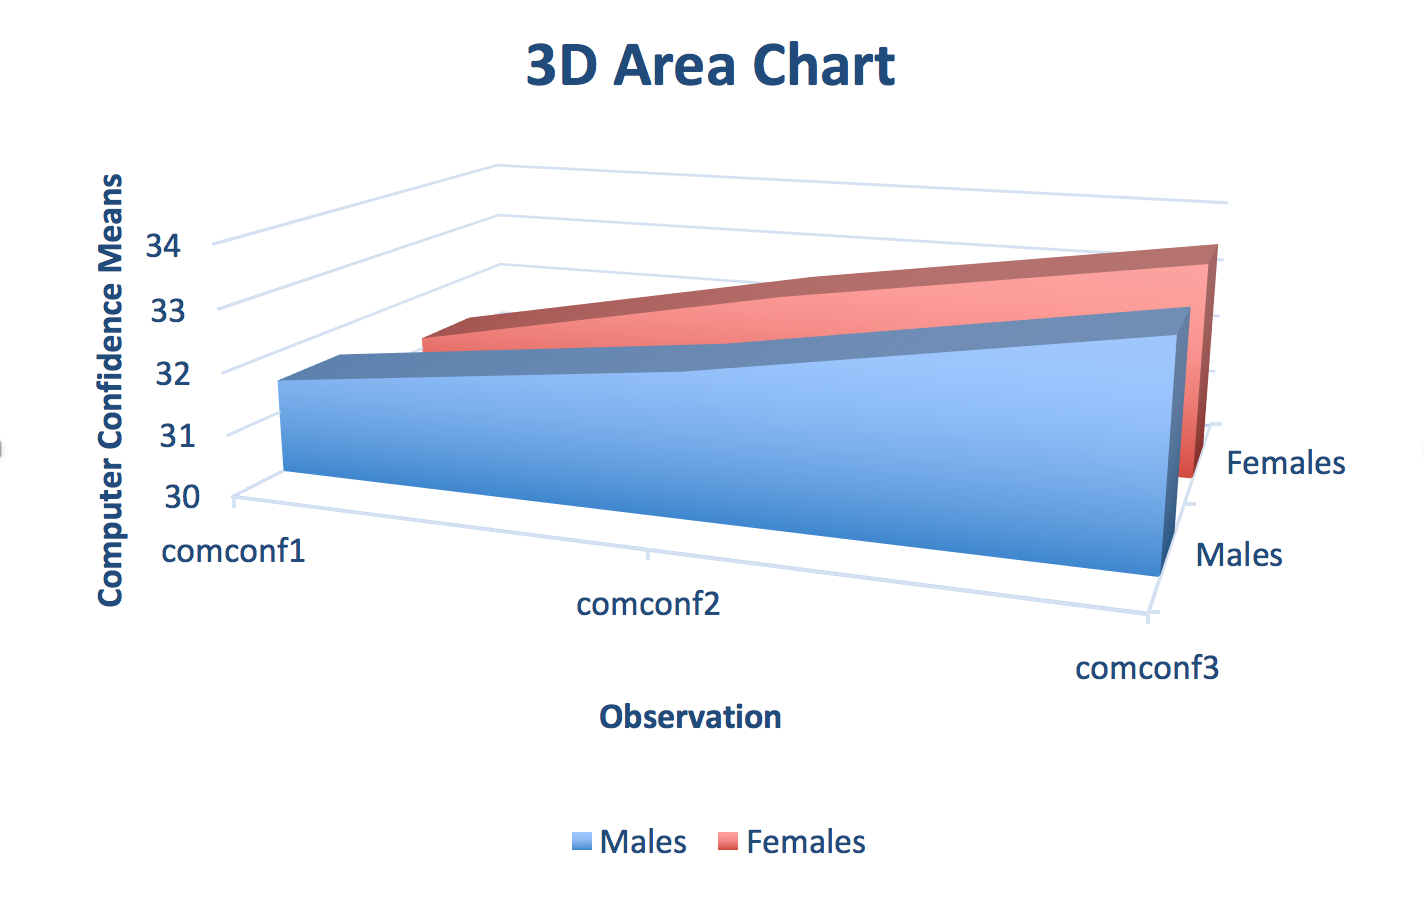 3D Area Chart
Computer Confidence Means
34
33
32
31
30
comconf1
comconf2
comconf3
Females
Males
Observation
Males
Females